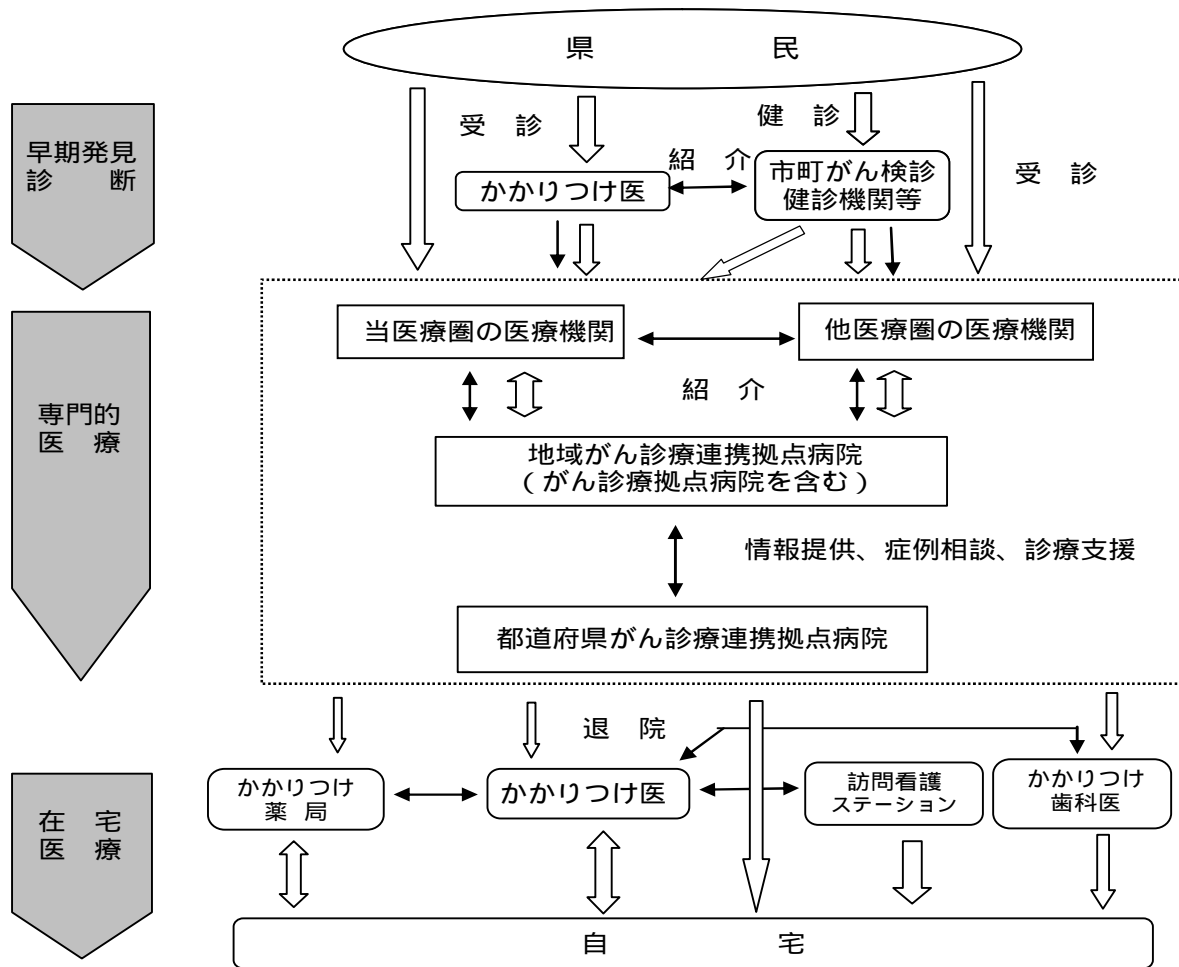 県 民
早期発見
診 断
受 診
健 診
紹 介
かかりつけ医
市町がん検診
健診機関等
受 診
専門的
医 療
当医療圏の医療機関
他医療圏の医療機関
紹 介
地域がん診療連携拠点病院
(がん診療拠点病院を含む)
情報提供、症例相談、診療支援
都道府県がん診療連携拠点病院
退 院
在 宅
医 療
かかりつけ
薬 局
かかりつけ医
訪問看護
ステーション
かかりつけ
歯科医
自 宅